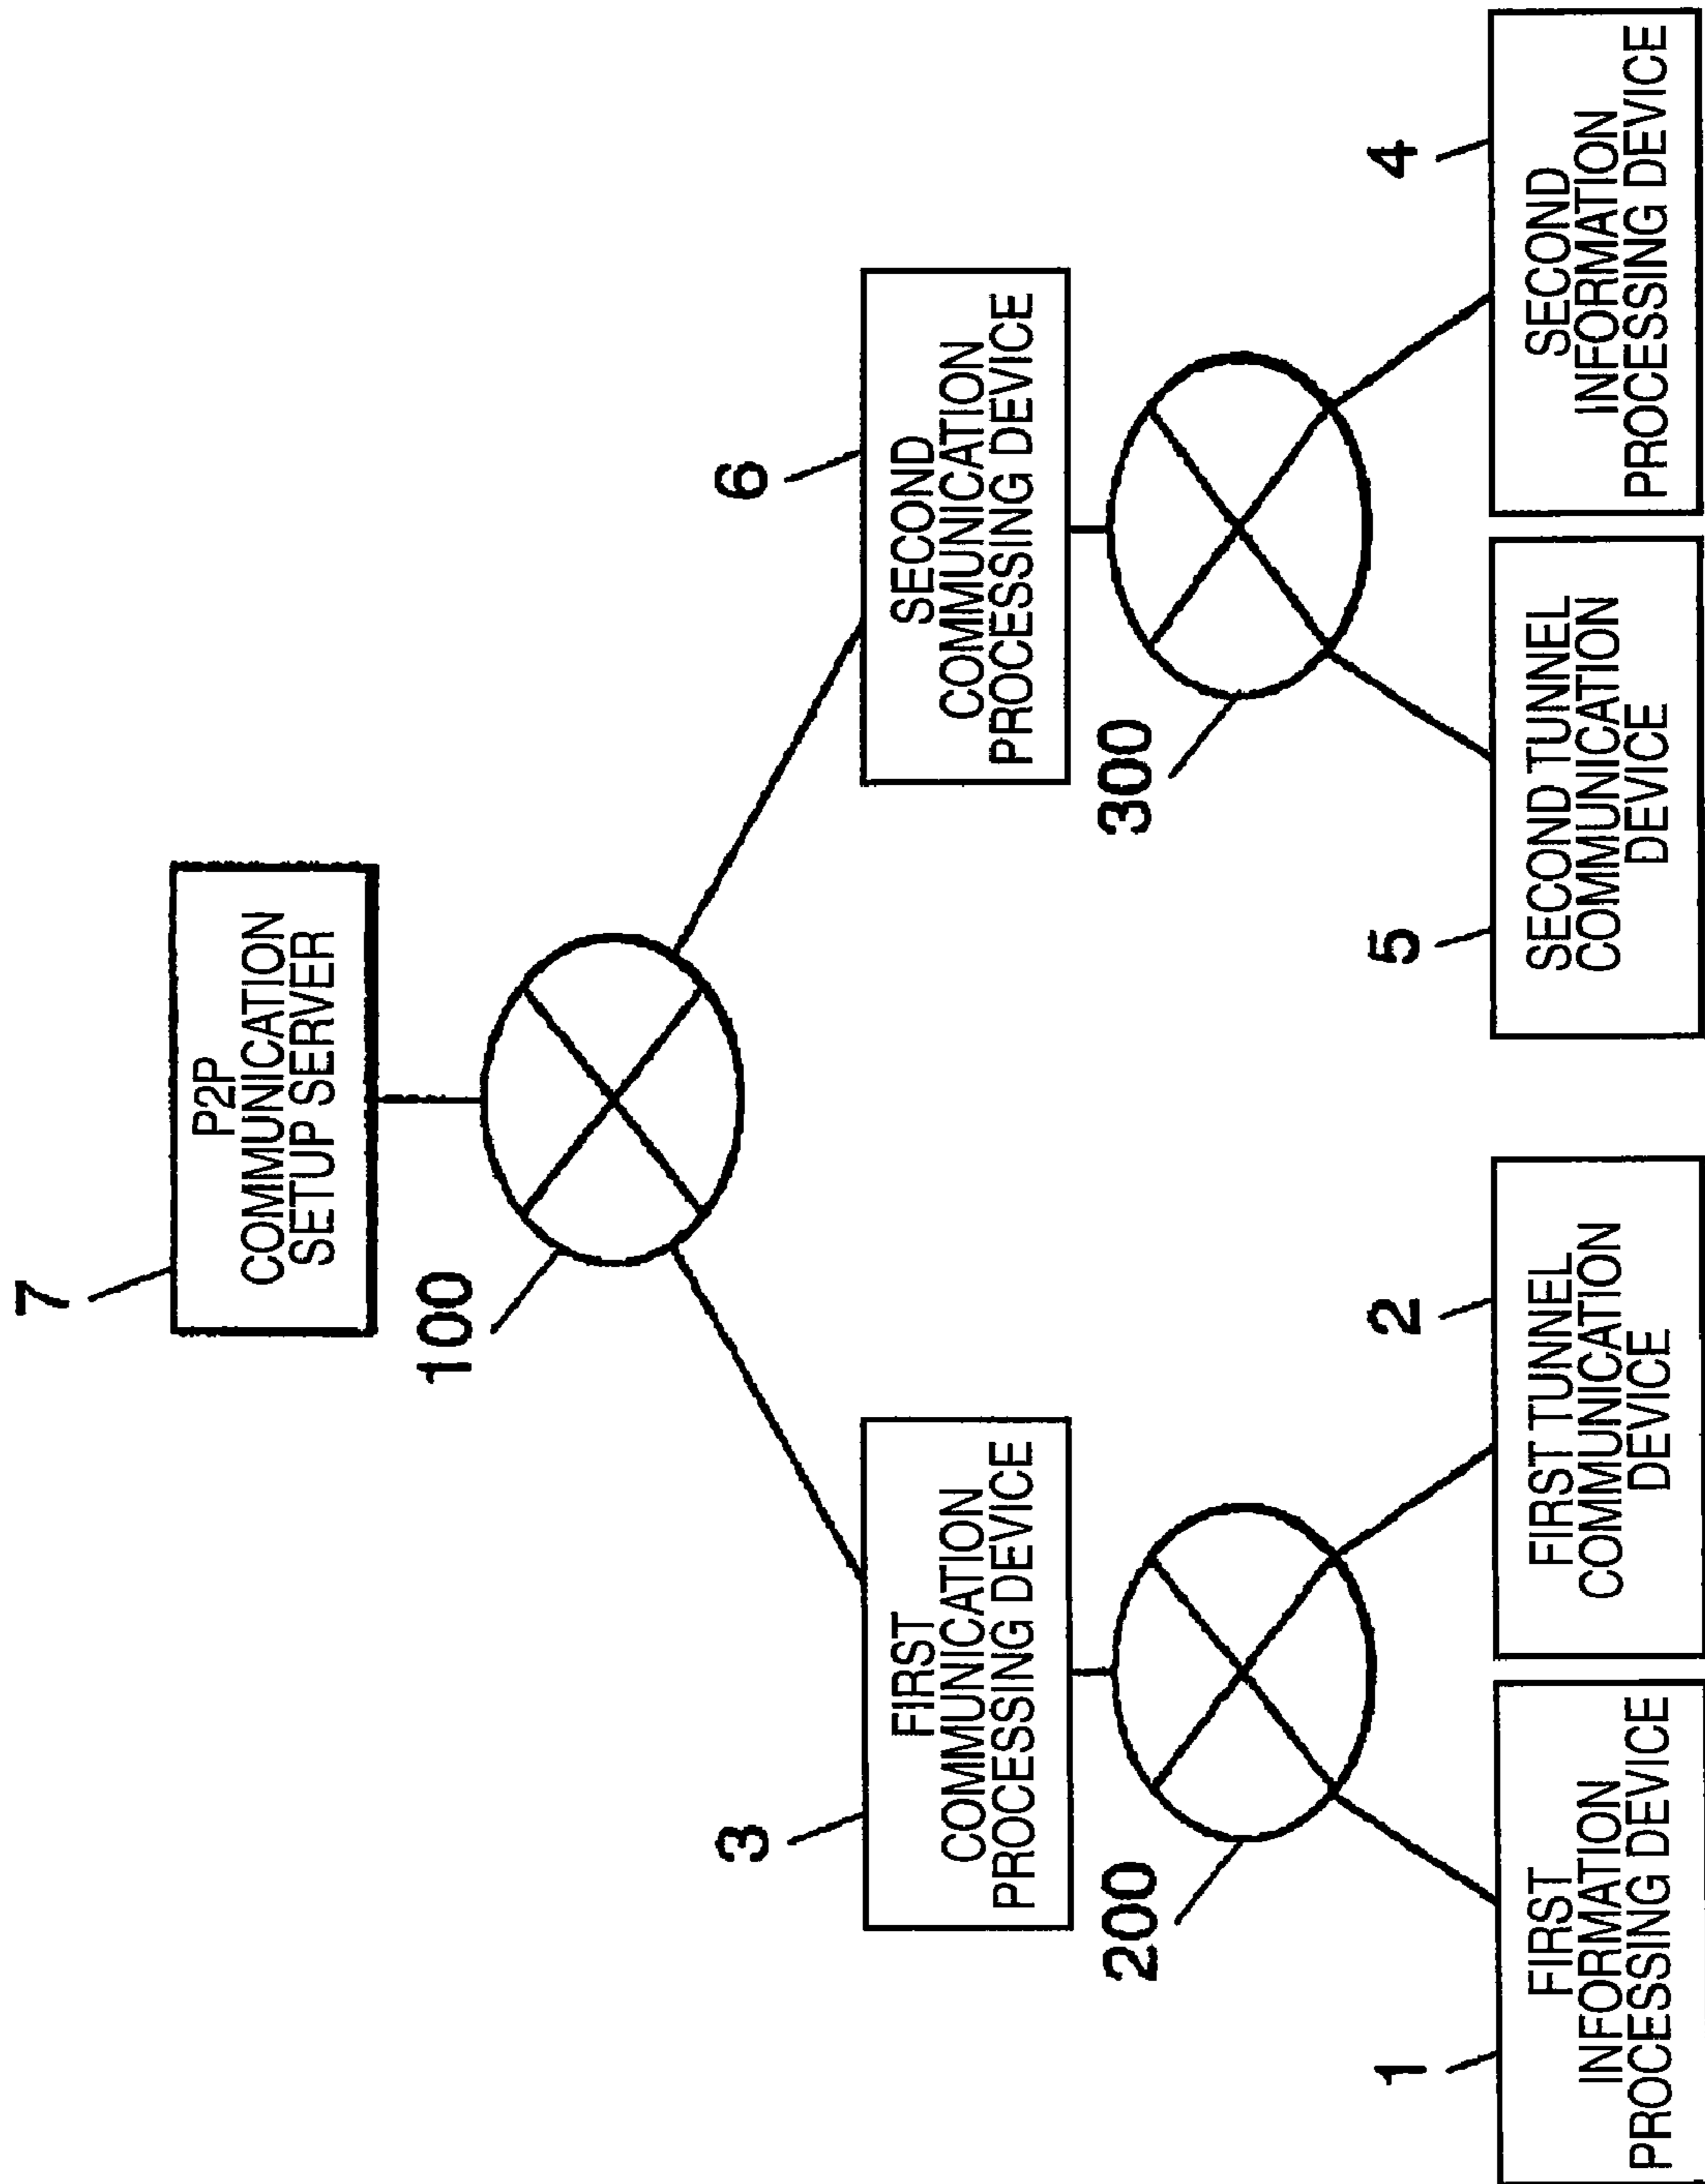 7
P2P
COMMUNICATION
SETUP SERVER
100
3
FIRST
COMMUNICATION
PROCESSING DEVICE
6
SECOND
COMMUNICATION
PROCESSING DEVICE
200
300
1
FIRST
INFORMATION
PROCESSING DEVICE
2
FIRST TUNNEL
COMMUNICATION
DEVICE
5
SECOND TUNNEL
COMMUNICATION
DEVICE
4
SECOND
INFORMATION
PROCESSING DEVICE